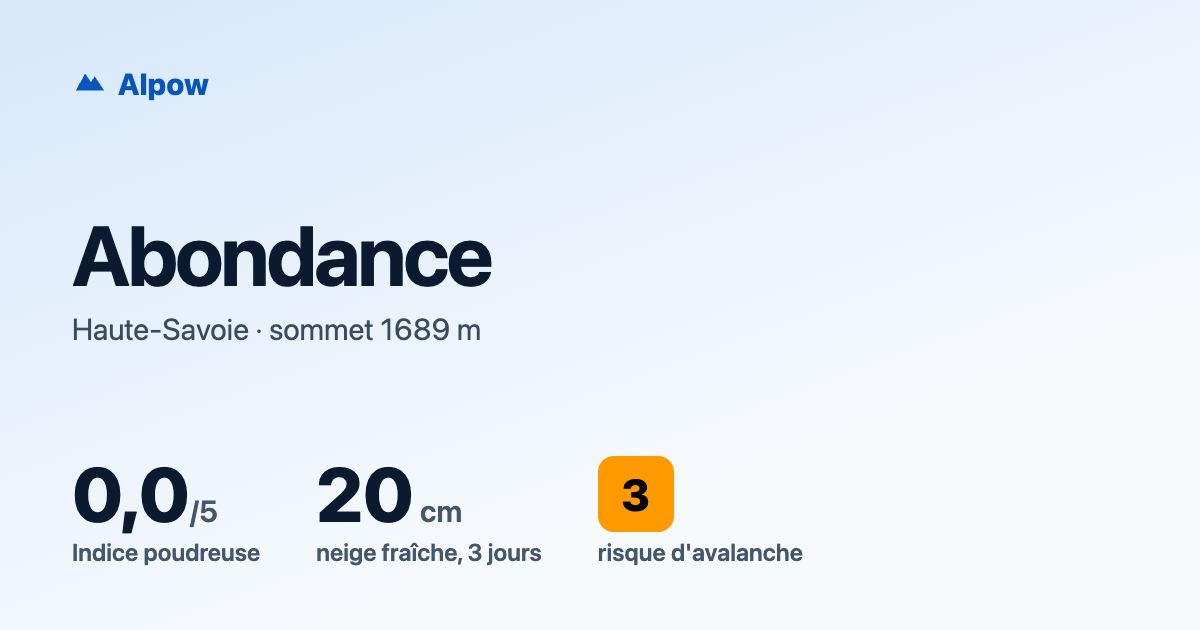 Alpow
Abondance
Haute-Savoie · sommet 1689 m
0,0/5
Indice poudreuse
20 cm
neige fraîche, 3 jours
3
risque d'avalanche